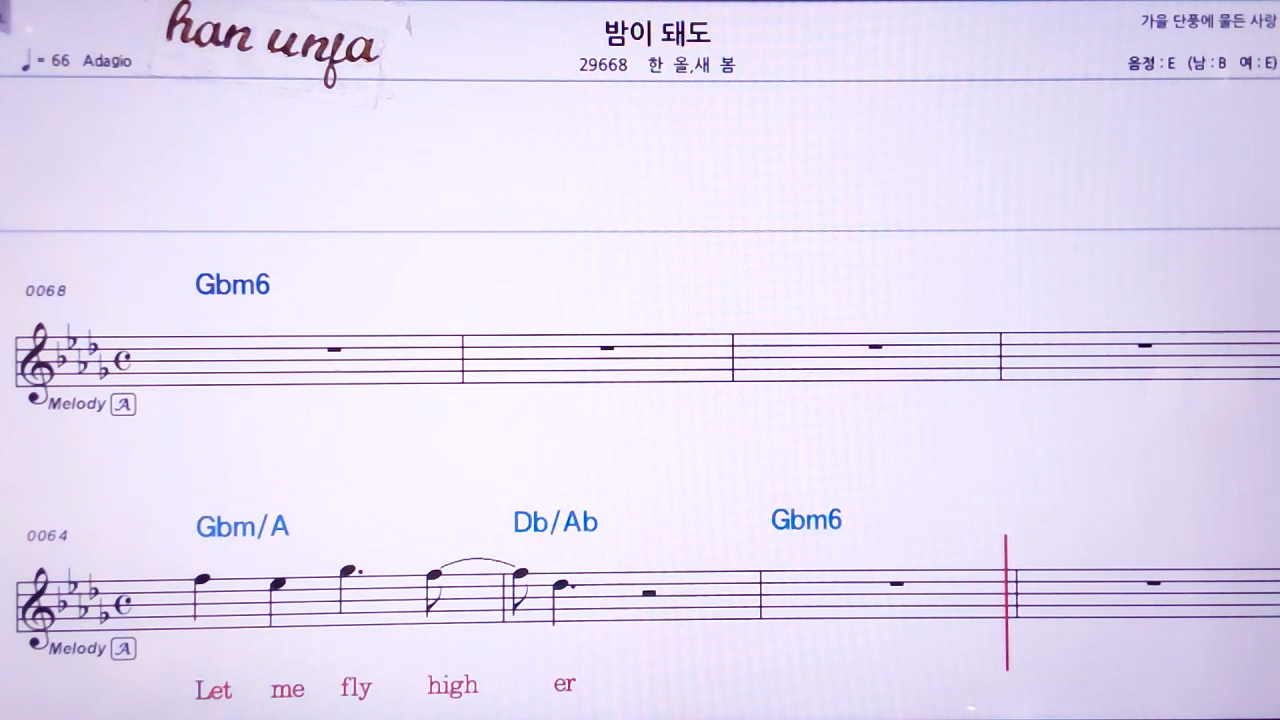 han unfa
밤이 돼도
가을 단풍에 물든 사랑
♩ = 66 Adagio
29668 한 올,새 봄
음정 : E (남 : B 여 : E)
0068
Gbm6
Melody A
0064
Gbm/A Db/Ab Gbm6
Melody A
Let me fly high er